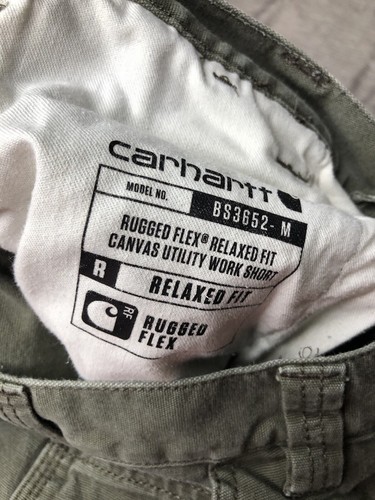 carhartt
MODEL NO. BS3652-M
RUGGED FLEX® RELAXED FIT
CANVAS UTILITY WORK SHORT
R RELAXED FIT
RF RUGGED
FLEX